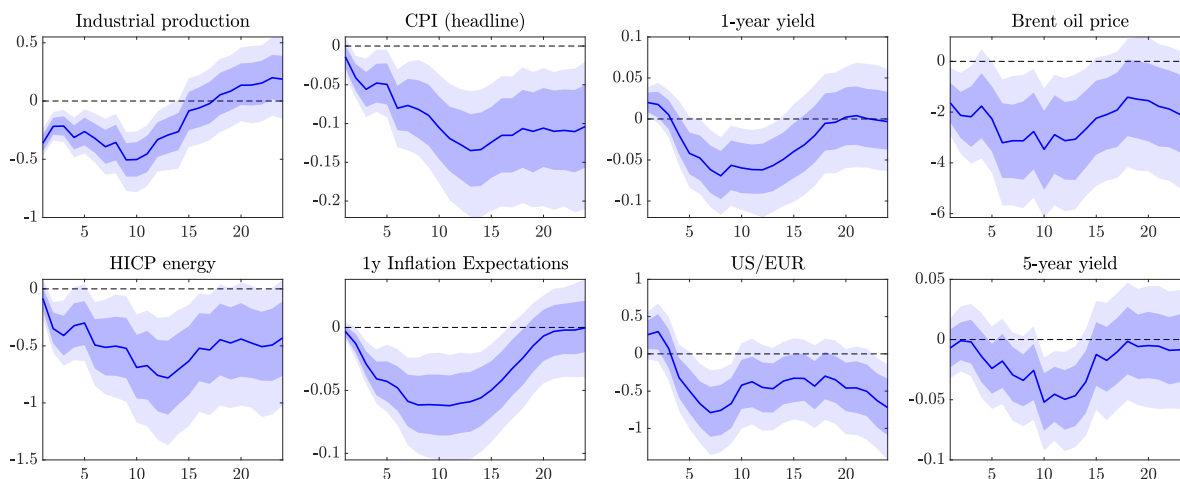 Industrial production
0.5
0
-0.5
-1
5 10 15 20
CPI (headline)
0
-0.05
-0.1
-0.15
-0.2
5 10 15 20
1-year yield
0.1
0.05
0
-0.05
-0.1
5 10 15 20
Brent oil price
0
-2
-4
-6
5 10 15 20
HICP energy
0
-0.5
-1
-1.5
5 10 15 20
1y Inflation Expectations
0
-0.05
-0.1
5 10 15 20
US/EUR
1
0
-1
5 10 15 20
5-year yield
0.05
0
-0.05
-0.1
5 10 15 20